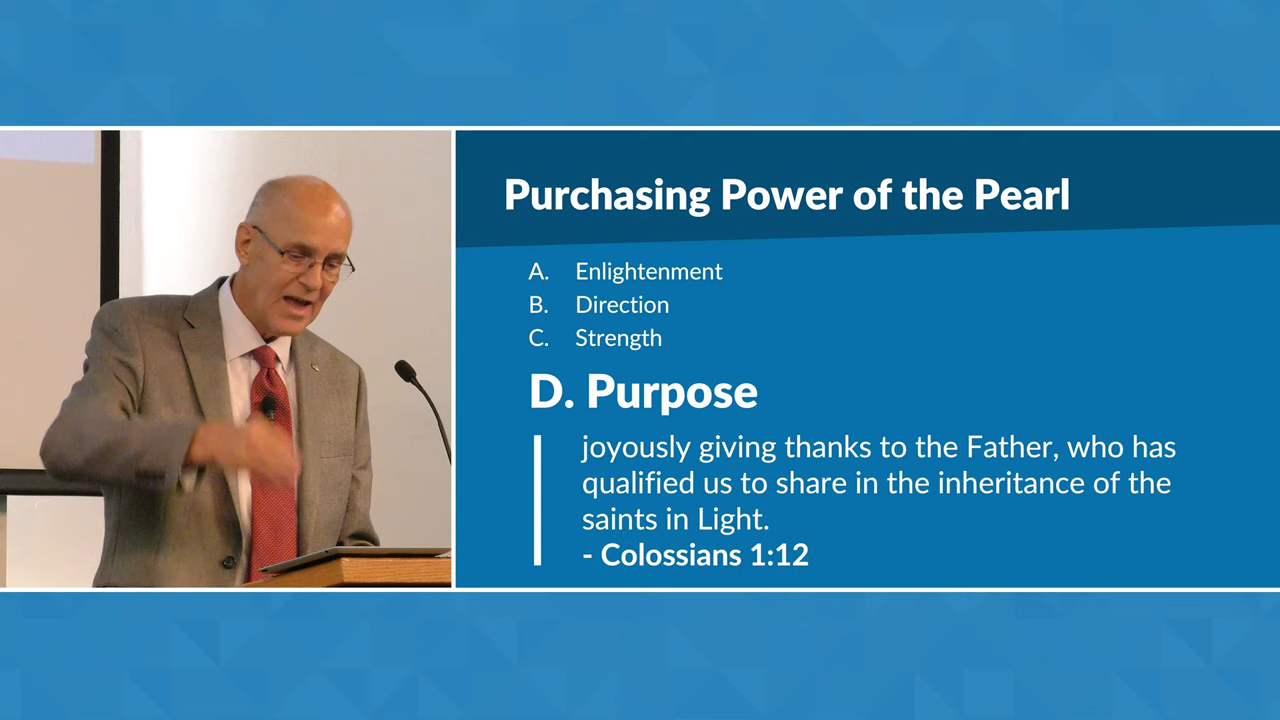 Purchasing Power of the Pearl
A. Enlightenment
B. Direction
C. Strength
D. Purpose
joyously giving thanks to the Father, who has
qualified us to share in the inheritance of the
saints in Light.
- Colossians 1:12